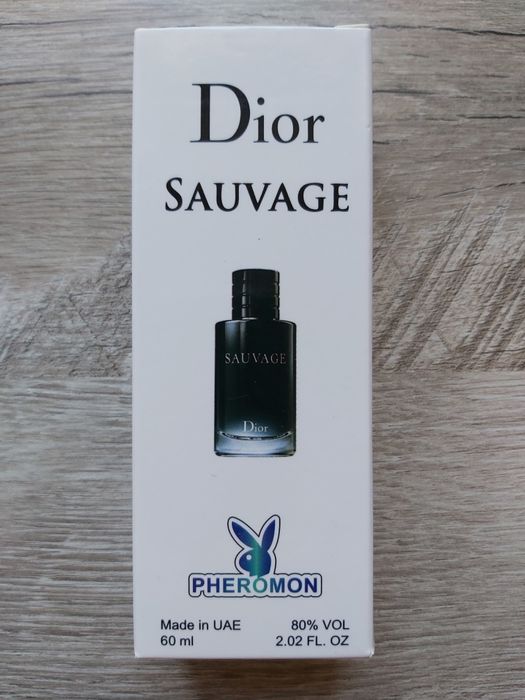 Dior
SAUVAGE
SAUVAGE
Dior
PHEROMON
Made in UAE 80% VOL
60 ml 2.02 FL. OZ